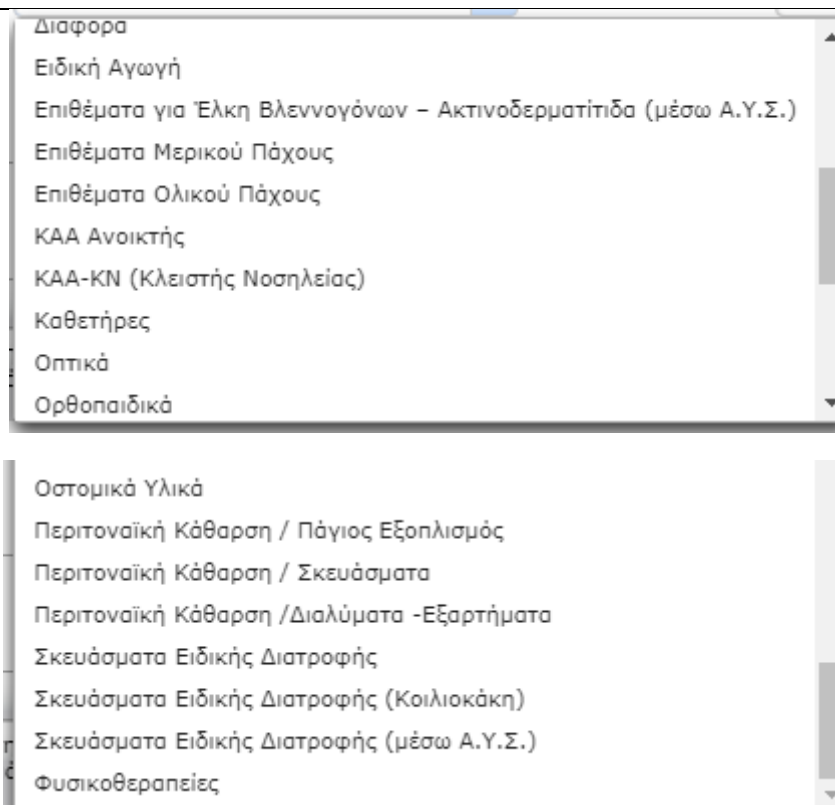 Διάφορα
Ειδική Αγωγή
Επιθέματα για Έλκη Βλεννογόνων – Ακτινοδερματίτιδα (μέσω Α.Υ.Σ.)
Επιθέματα Μερικού Πάχους
Επιθέματα Ολικού Πάχους
ΚΑΑ Ανοικτής
ΚΑΑ-ΚΝ (Κλειστής Νοσηλείας)
Καθετήρες
Οπτικά
Ορθοπαιδικά
Οστομικά Υλικά
Περιτοναϊκή Κάθαρση / Πάγιος Εξοπλισμός
Περιτοναϊκή Κάθαρση / Σκευάσματα
Περιτοναϊκή Κάθαρση /Διαλύματα -Εξαρτήματα
Σκευάσματα Ειδικής Διατροφής
Σκευάσματα Ειδικής Διατροφής (Κοιλιοκάκη)
Σκευάσματα Ειδικής Διατροφής (μέσω Α.Υ.Σ.)
Φυσικοθεραπείες